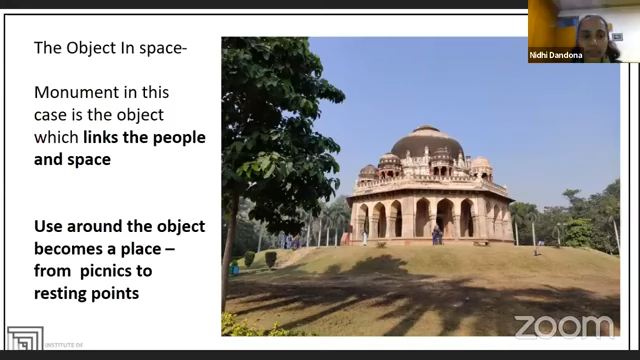 The Object In space-
Monument in this
case is the object
which links the people
and space
Use around the object
becomes a place –
from picnics to
resting points
INSTITUTE OF
Nidhi Dandona
zoom